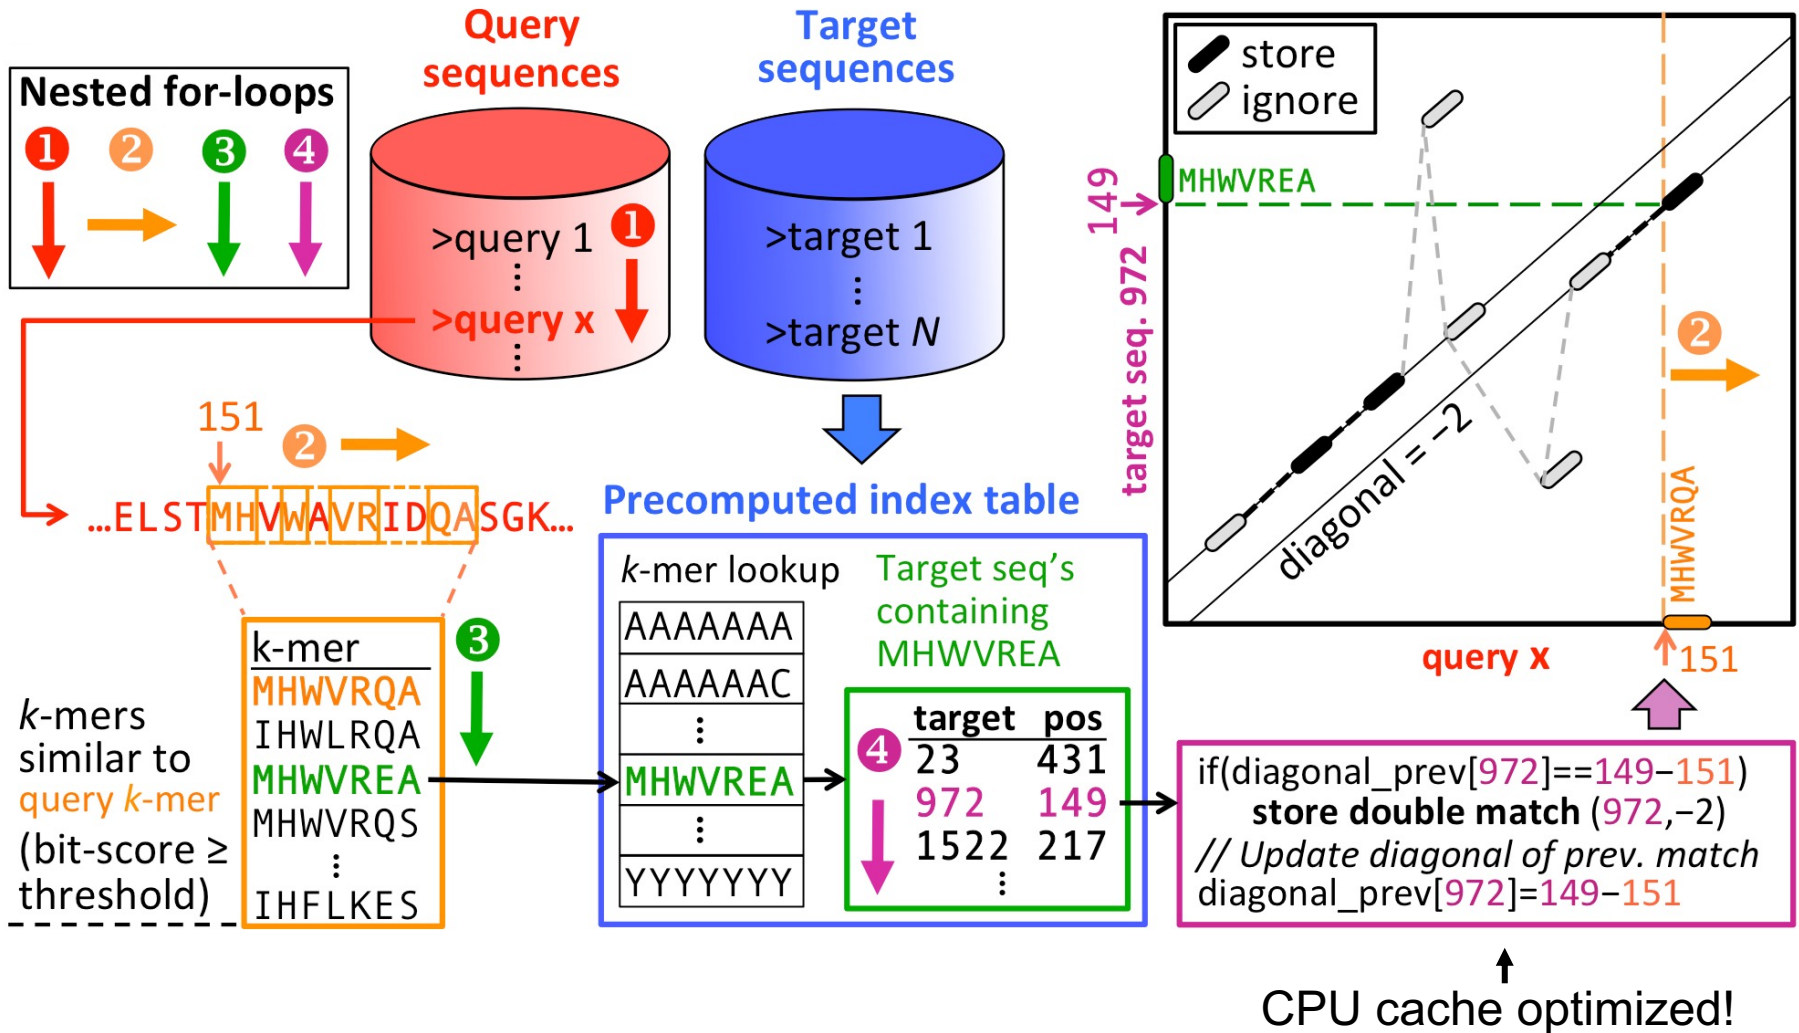 Nested for-loops
1 2 3 4
Query
sequences
>query 1
⋮
>query x
⋮
1
Target
sequences
>target 1
⋮
>target N
151
2
...ELSTMHVWAVRIDQASGK...
k-mers
similar to
query k-mer
(bit-score ≥
threshold)
k-mer
MHWVRQA
IHWLRQA
MHWVREA
MHWVRQS
⋮
IHFLKES
3
Precomputed index table
k-mer lookup
AAAAAAA
AAAAAAC
⋮
MHWVREA
⋮
YYYYYYY
Target seq's
containing
MHWVREA
4
target pos
23 431
972 149
1522 217
⋮
store
ignore
MHWVREA
149
target seq. 972
diagonal = −2
2
MHWVRQA
query x
151
if(diagonal_prev[972]==149−151)
store double match (972,−2)
// Update diagonal of prev. match
diagonal_prev[972]=149−151
CPU cache optimized!